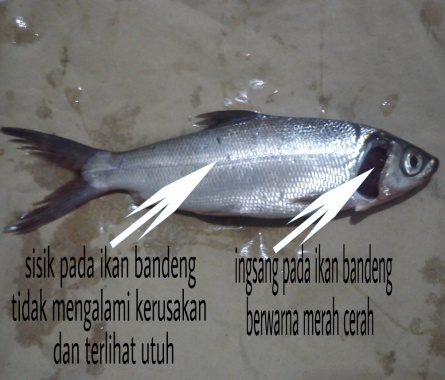 sisik pada ikan bandeng
tidak mengalami kerusakan
dan terlihat utuh
ingsang pada ikan bandeng
berwarna merah cerah